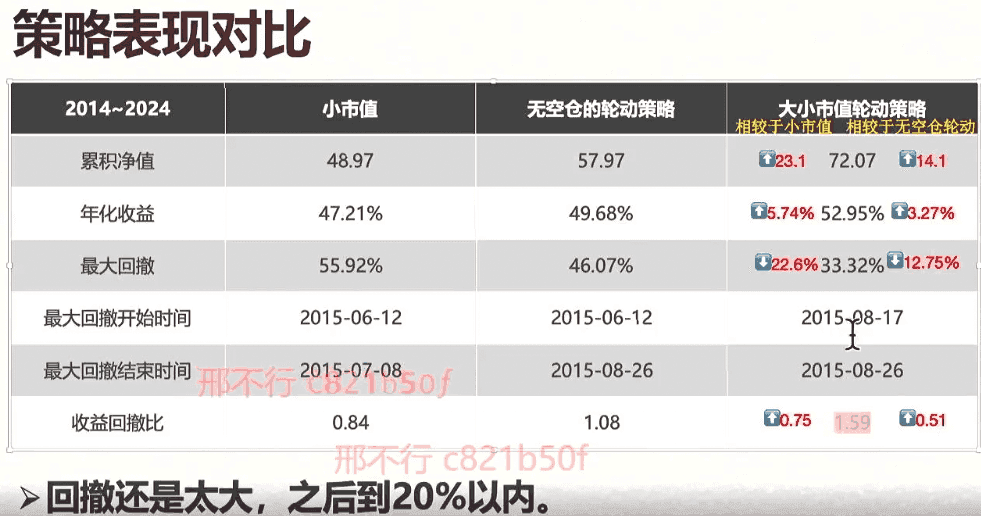 策略表现对比
2014~2024 小市值 无空仓的轮动策略 大小市值轮动策略
相较于小市值 相较于无空仓轮动
累积净值 48.97 57.97 ⬆23.1 72.07 ⬆14.1
年化收益 47.21% 49.68% ⬆5.74% 52.95% ⬆3.27%
最大回撤 55.92% 46.07% ⬇22.6% 33.32% ⬇12.75%
最大回撤开始时间 2015-06-12 2015-06-12 2015-08-17
最大回撤结束时间 2015-07-08 2015-08-26 2015-08-26
邢不行 c821b50f
收益回撤比 0.84 1.08 ⬆0.75 1.59 ⬆0.51
邢不行 c821b50f
➢回撤还是太大，之后到20%以内。